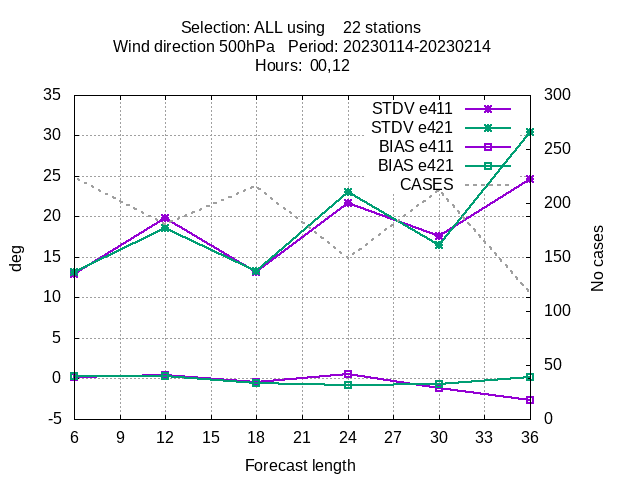 Selection: ALL using    22 stations
Wind direction 500hPa   Period: 20230114-20230214
Hours:  00,12
35
30
25
20
15
10
5
0
-5
deg
STDV e411
STDV e421
BIAS e411
BIAS e421
CASES
300
250
200
150
100
50
0
No cases
6 9 12 15 18 21 24 27 30 33 36
Forecast length